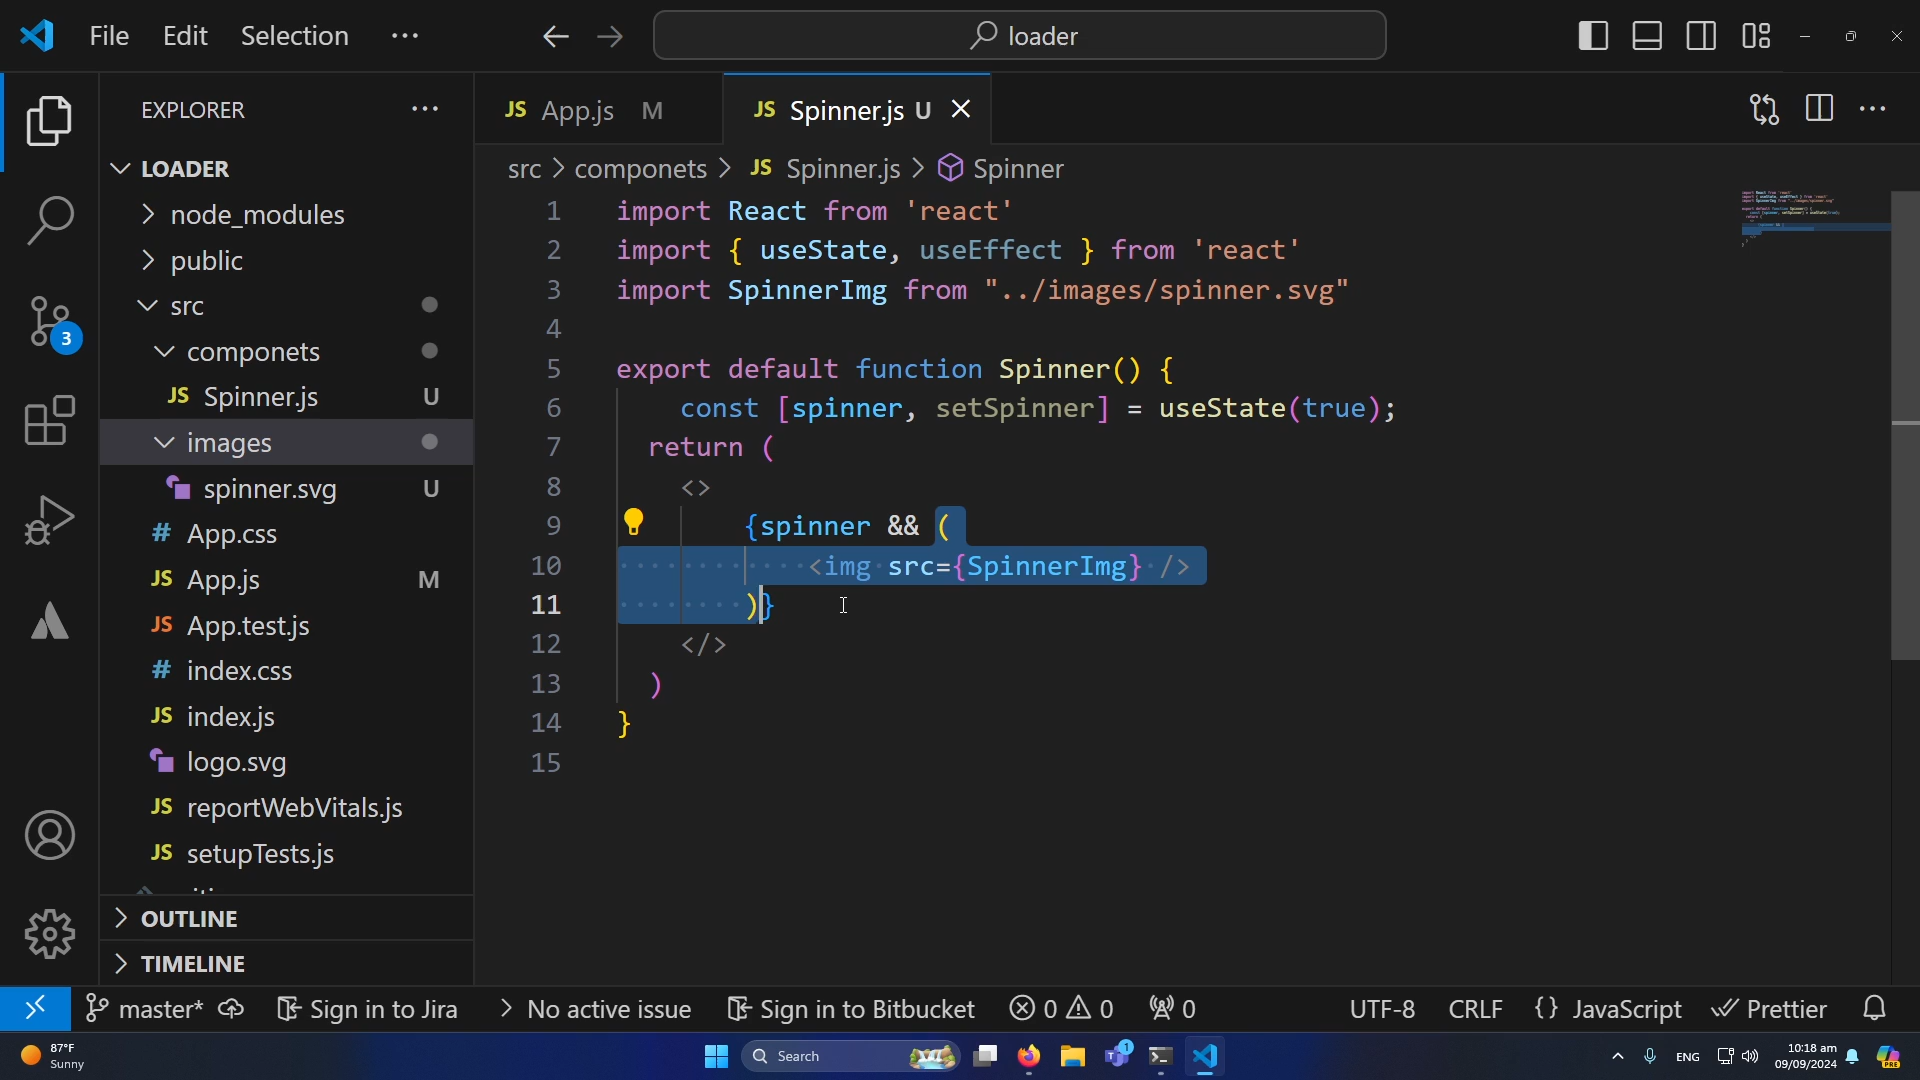 File Edit Selection ···
loader
EXPLORER ···
LOADER
node_modules
public
src
componets
JS Spinner.js U
images
spinner.svg U
# App.css
JS App.js M
JS App.test.js
# index.css
JS index.js
logo.svg
JS reportWebVitals.js
JS setupTests.js
OUTLINE
TIMELINE
3
JS App.js M
JS Spinner.js U
src > componets > JS Spinner.js > Spinner
1 import React from 'react'
2 import { useState, useEffect } from 'react'
3 import SpinnerImg from "../images/spinner.svg"
4
5 export default function Spinner() {
6 const [spinner, setSpinner] = useState(true);
7 return (
8 <>
9 {spinner && (
10 <img src={SpinnerImg} />
11 )}
12 </>
13 )
14 }
15
master* Sign in to Jira > No active issue Sign in to Bitbucket 0 0 0 UTF-8 CRLF {} JavaScript Prettier
87°F
Sunny
Search
1
ENG
10:18 am
09/09/2024
PRE